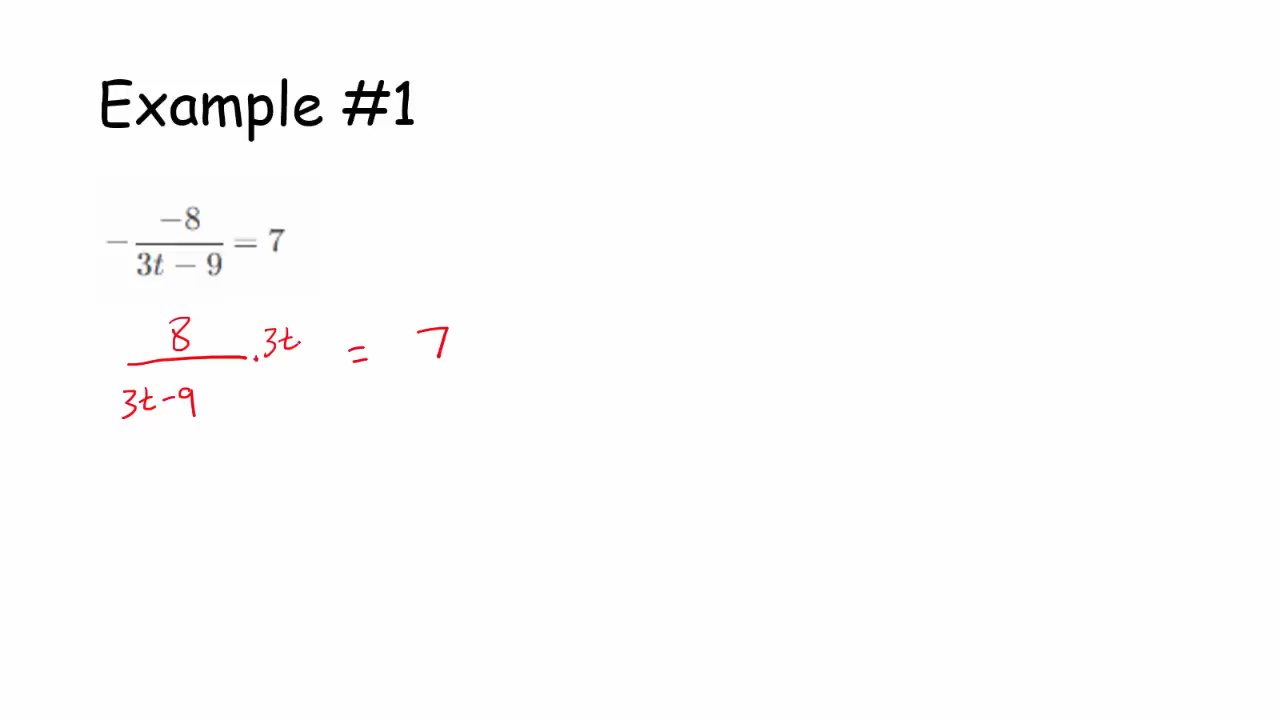 Example #1
- -8 / 3t - 9 = 7
8 / 3t-9 . 3t = 7